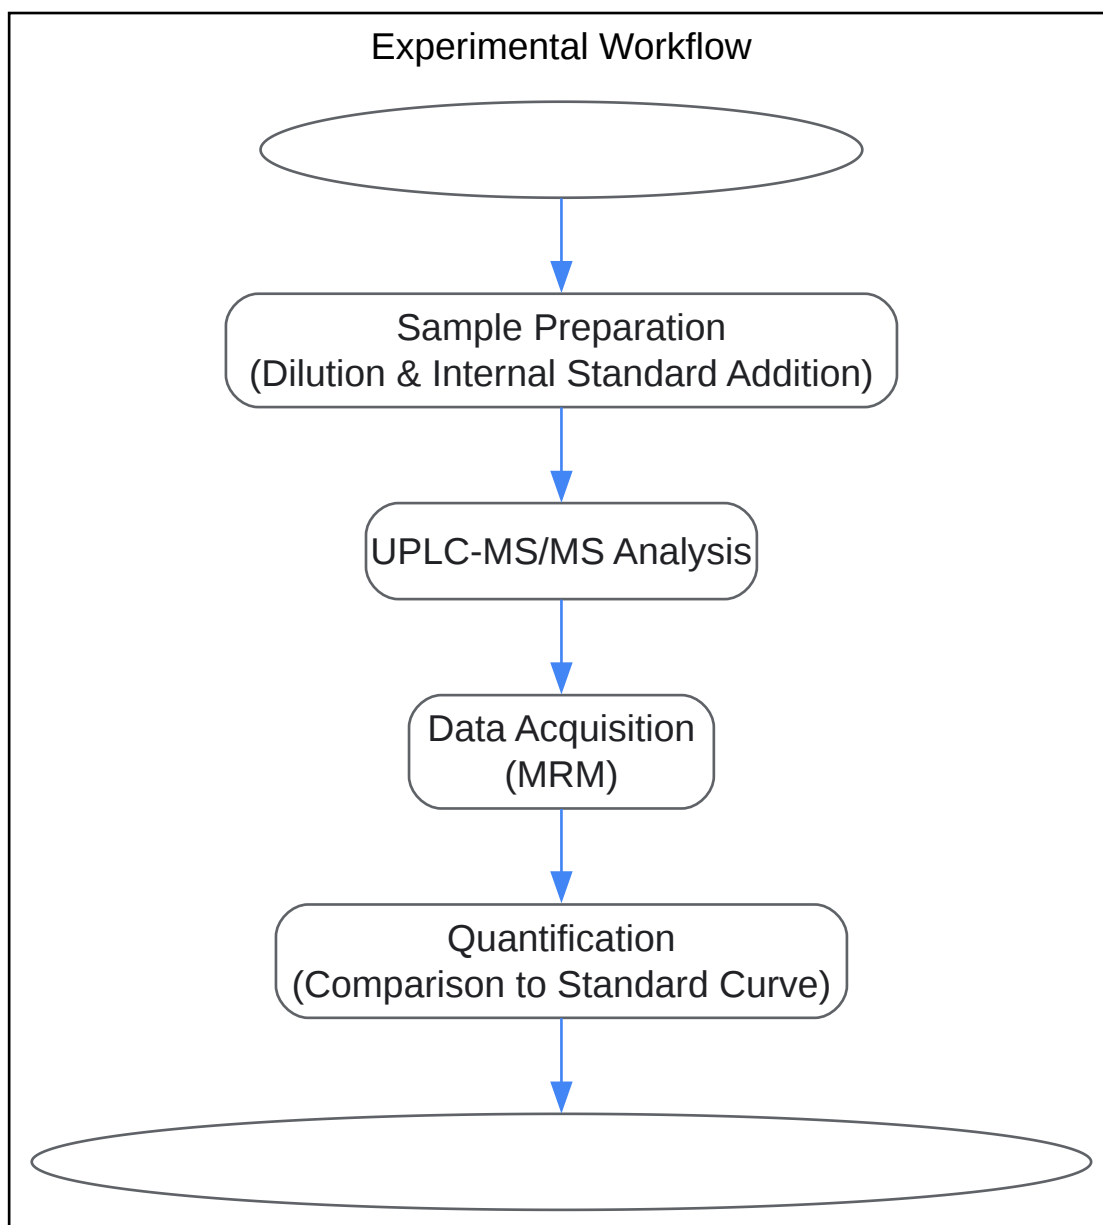 Experimental Workflow
Sample Preparation
(Dilution & Internal Standard Addition)
UPLC-MS/MS Analysis
Data Acquisition
(MRM)
Quantification
(Comparison to Standard Curve)